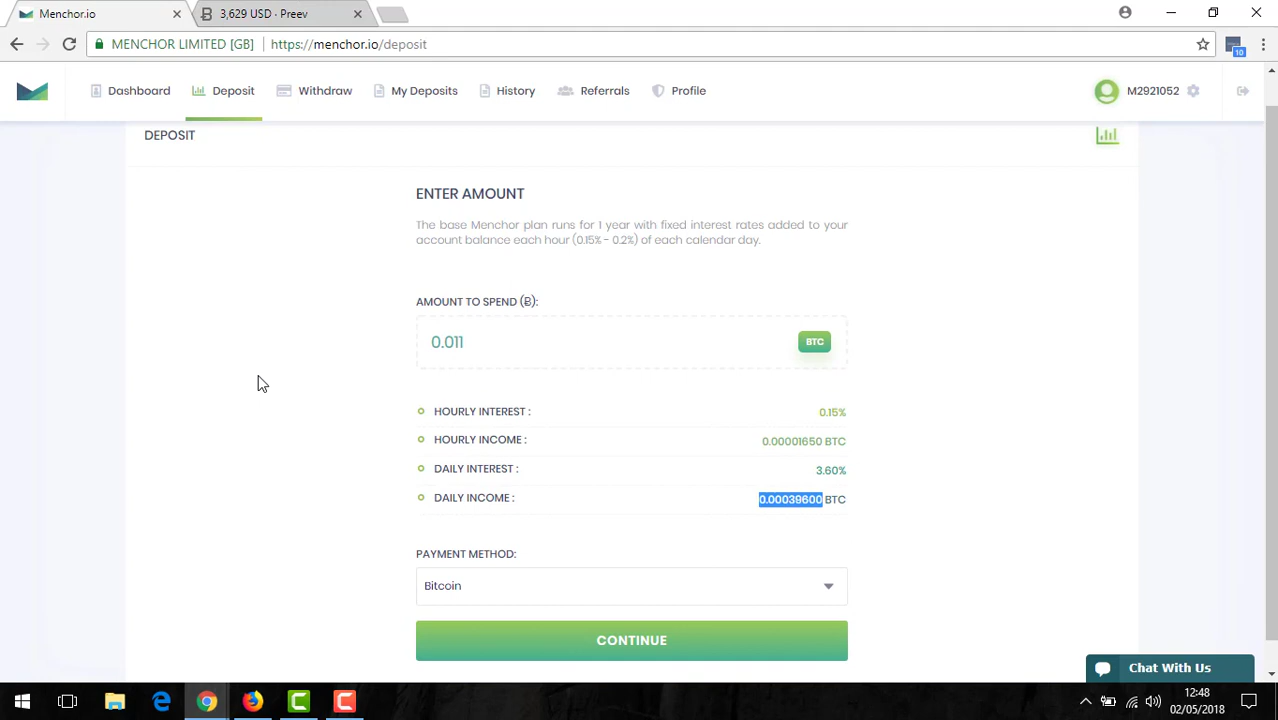 Menchor.io
3,629 USD · Preev
MENCHOR LIMITED [GB]
https://menchor.io/deposit
10
Dashboard
Deposit
Withdraw
My Deposits
History
Referrals
Profile
M2921052
DEPOSIT
ENTER AMOUNT
The base Menchor plan runs for 1 year with fixed interest rates added to your
account balance each hour (0.15% - 0.2%) of each calendar day.
AMOUNT TO SPEND (Ƀ):
0.011
BTC
HOURLY INTEREST :
0.15%
HOURLY INCOME :
0.00001650 BTC
DAILY INTEREST :
3.60%
DAILY INCOME :
0.00039600 BTC
PAYMENT METHOD:
Bitcoin
CONTINUE
Chat With Us
12:48
02/05/2018